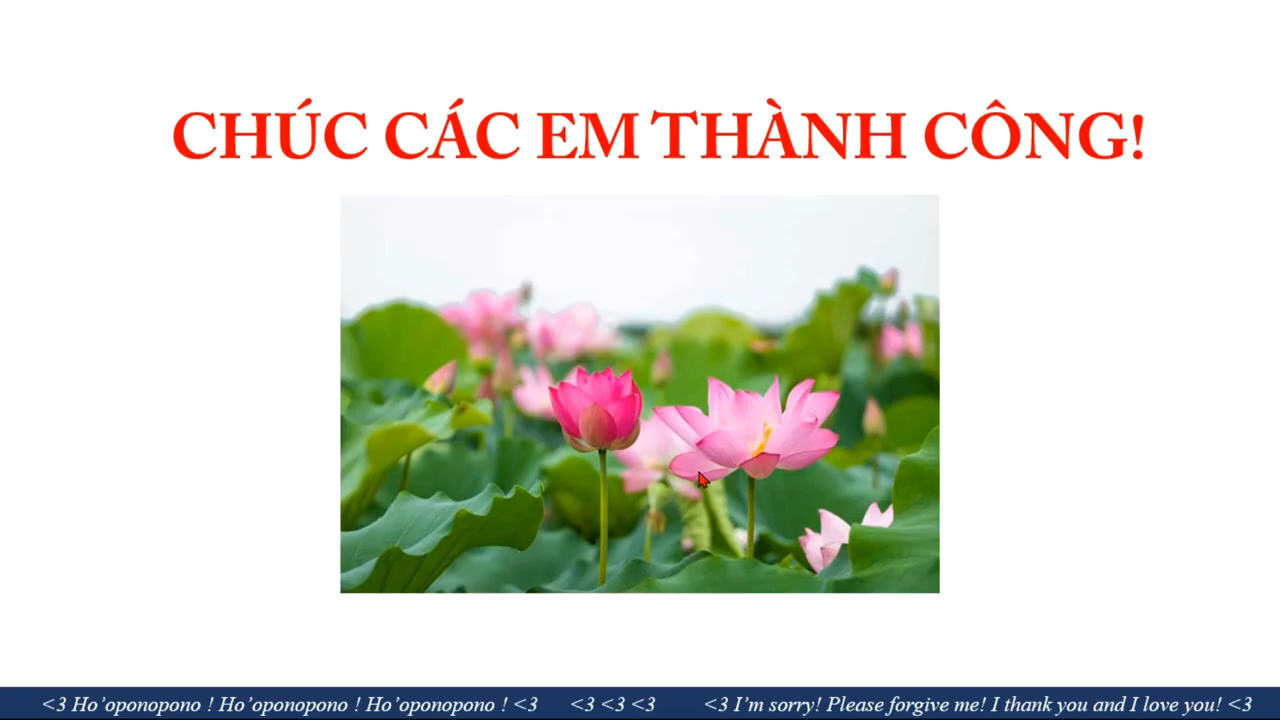 CHÚC CÁC EM THÀNH CÔNG!
<3 Ho’oponopono ! Ho’oponopono ! Ho’oponopono ! <3 <3 <3 <3 <3 I’m sorry! Please forgive me! I thank you and I love you! <3